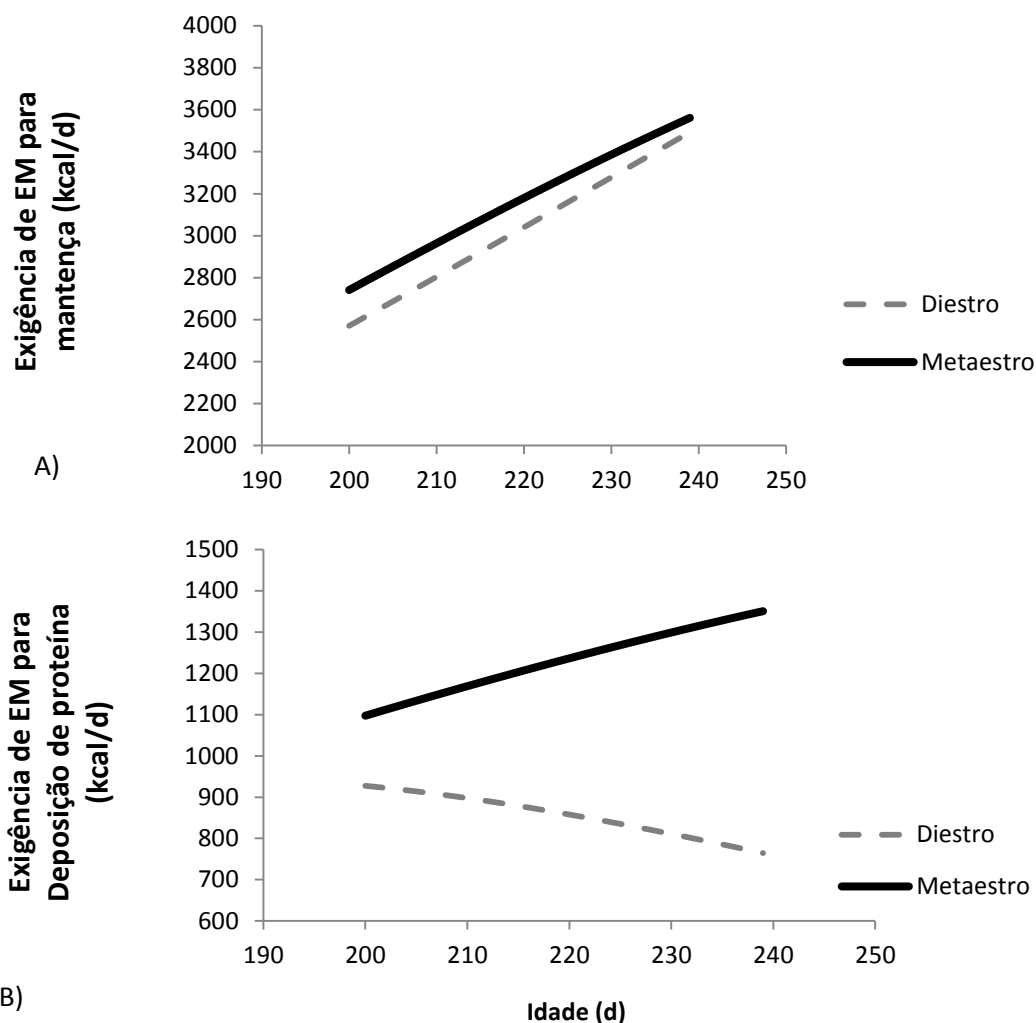 Exigência de EM para
mantença (kcal/d)
4000
3800
3600
3400
3200
3000
2800
2600
2400
2200
2000
190
200
210
220
230
240
250
Diestro
Metaestro
A)
Exigência de EM para
Deposição de proteína
(kcal/d)
1500
1400
1300
1200
1100
1000
900
800
700
600
190
200
210
220
230
240
250
Diestro
Metaestro
B)
Idade (d)